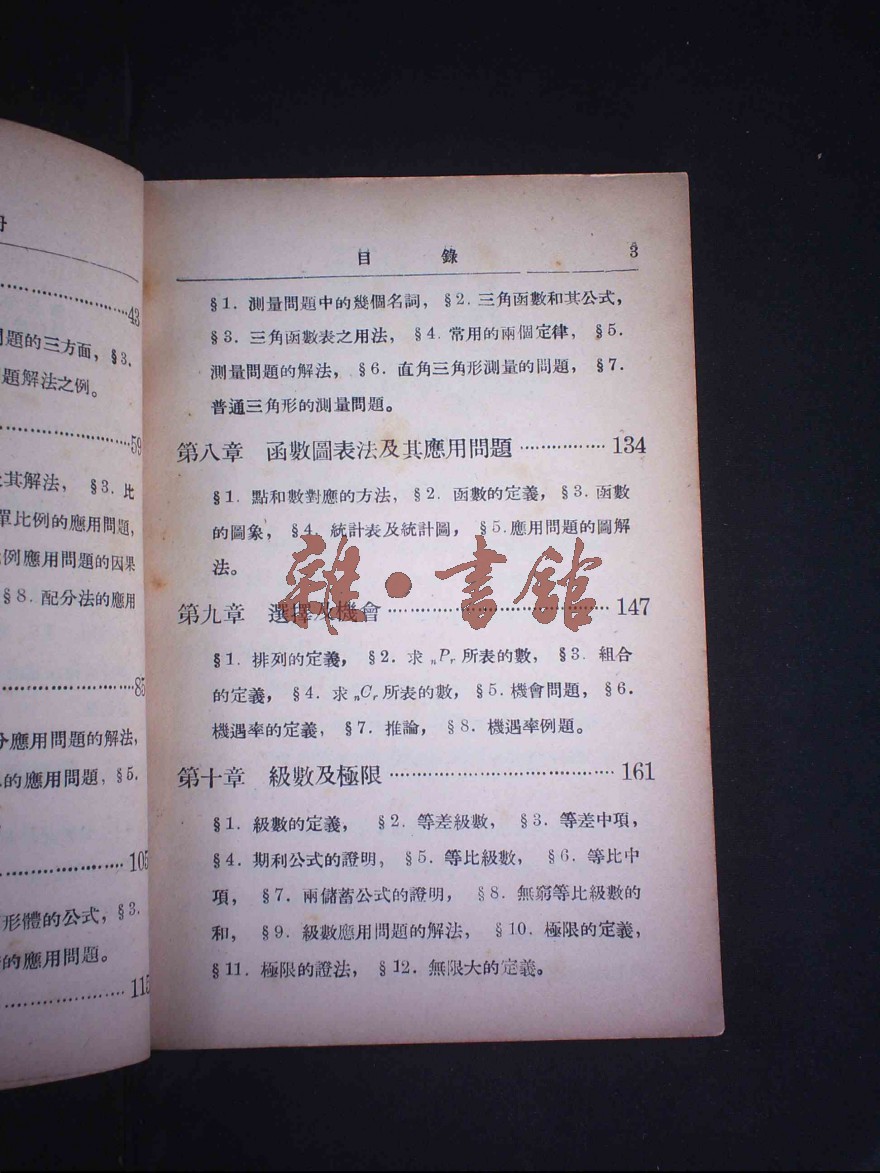 43
題的三方面，§3.
題解法之例。
59
其解法， §3. 比
單比例的應用問題，
例應用問題的因果
§8. 配分法的應用
85
應用問題的解法，
的應用問題，§5.
105
形體的公式，§3.
的應用問題。
115
目 錄 3
§1. 測量問題中的幾個名詞，§2. 三角函數和其公式，
§3. 三角函數表之用法， §4. 常用的兩個定律， §5.
測量問題的解法， §6. 直角三角形測量的問題， §7.
普通三角形的測量問題。
第八章 函數圖表法及其應用問題 ················ 134
§1. 點和數對應的方法，§2. 函數的定義，§3. 函數
的圖象， §4. 統計表及統計圖， §5. 應用問題的圖解
法。
雜·書館
第九章 選擇及機會 ········································ 147
§1. 排列的定義， §2. 求 ₙPᵣ 所表的數， §3. 組合
的定義， §4. 求 ₙCᵣ 所表的數，§5. 機會問題，§6.
機遇率的定義， §7. 推論， §8. 機遇率例題。
第十章 級數及極限 ········································ 161
§1. 級數的定義， §2. 等差級數， §3. 等差中項，
§4. 期利公式的證明， §5. 等比級數， §6. 等比中
項， §7. 兩儲蓄公式的證明， §8. 無窮等比級數的
和， §9. 級數應用問題的解法， §10. 極限的定義，
§11. 極限的證法， §12. 無限大的定義。